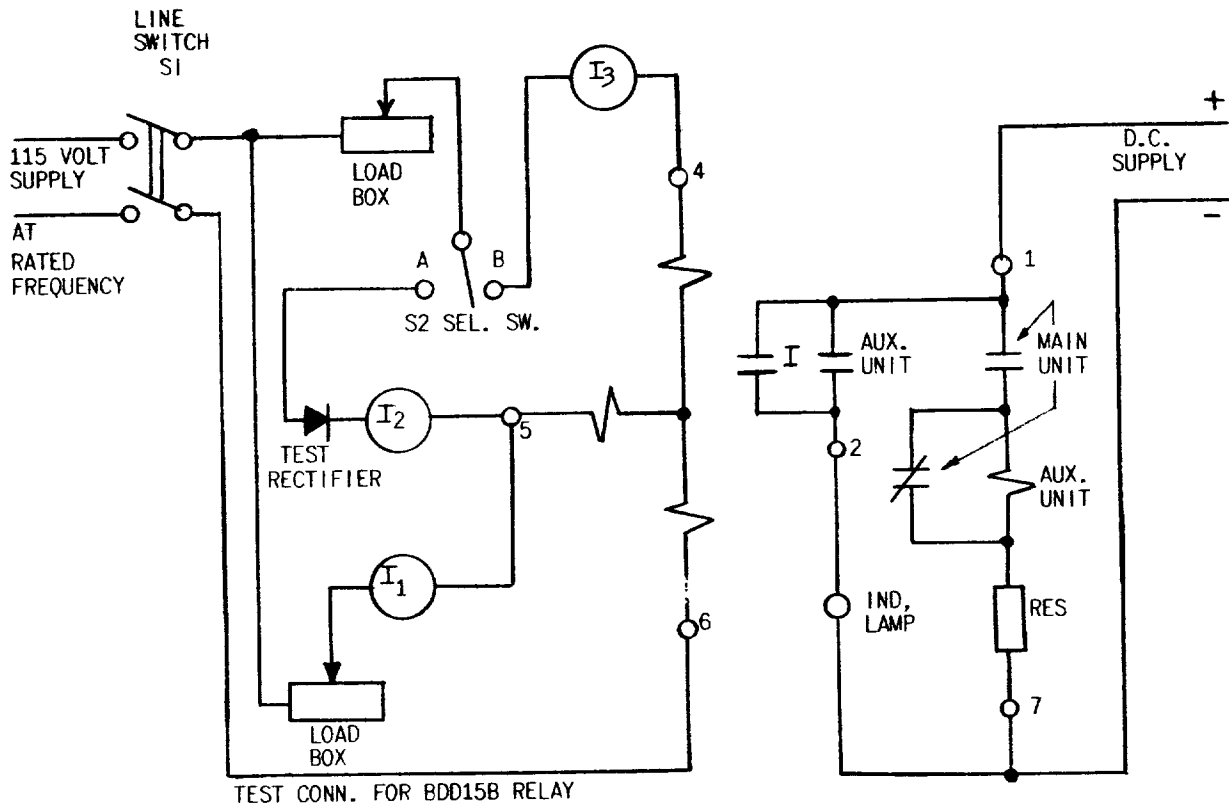 LINE
SWITCH
S1
115 VOLT
SUPPLY
AT
RATED
FREQUENCY
LOAD
BOX
I3
4
A
B
S2 SEL. SW.
I2
5
TEST
RECTIFIER
I1
6
LOAD
BOX
TEST CONN. FOR BDD15B RELAY
+
D.C.
SUPPLY
-
1
I
AUX.
UNIT
MAIN
UNIT
2
AUX.
UNIT
IND,
LAMP
RES
7